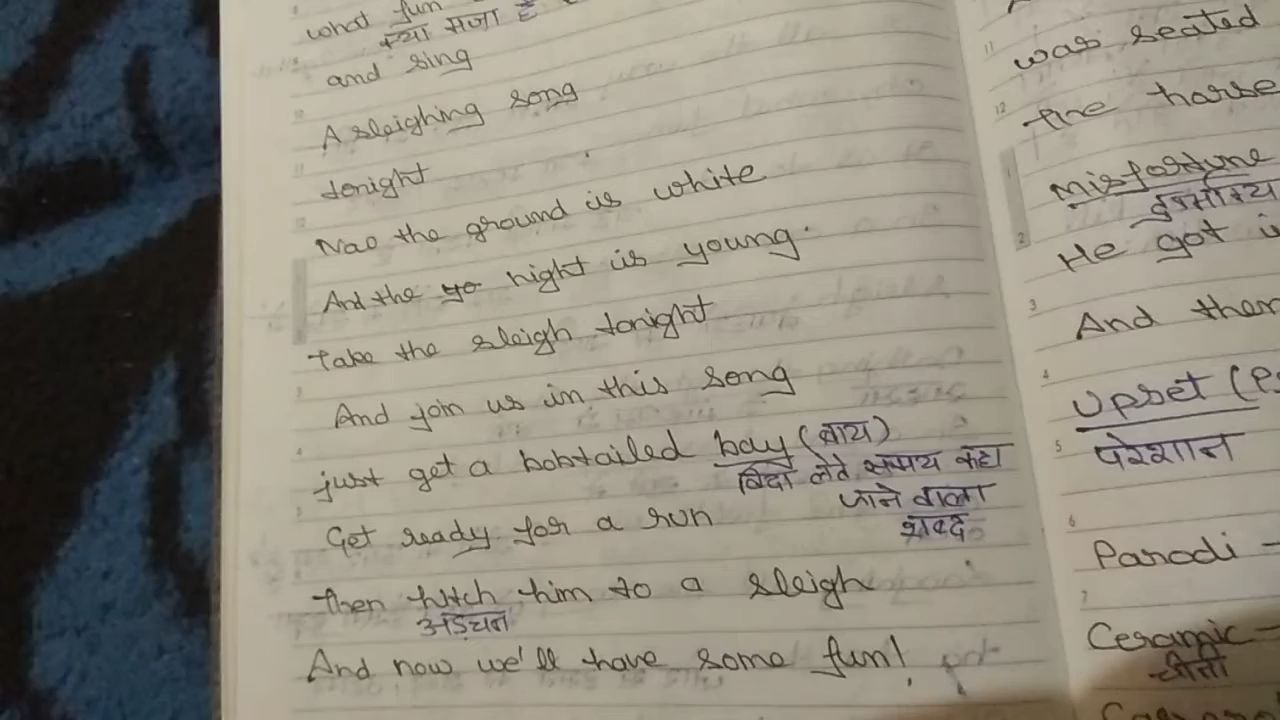 what fun
क्या मजा है
and sing
A sleighing song
tonight
Nao the ground is white
And the yo night is young.
Take the sleigh tonight
And join us in this song
just get a bobtailed bay (बाय)
बिदा लेते समय कहा
जाने वाला
शब्द
Get ready for a run
Then hitch him to a sleigh
अड़चन
And now we'll have some fun!
was seated
the horse
Misfortune
He got
And then
Upset (
परेशान
Parodi -
Ceramic -
चीनी